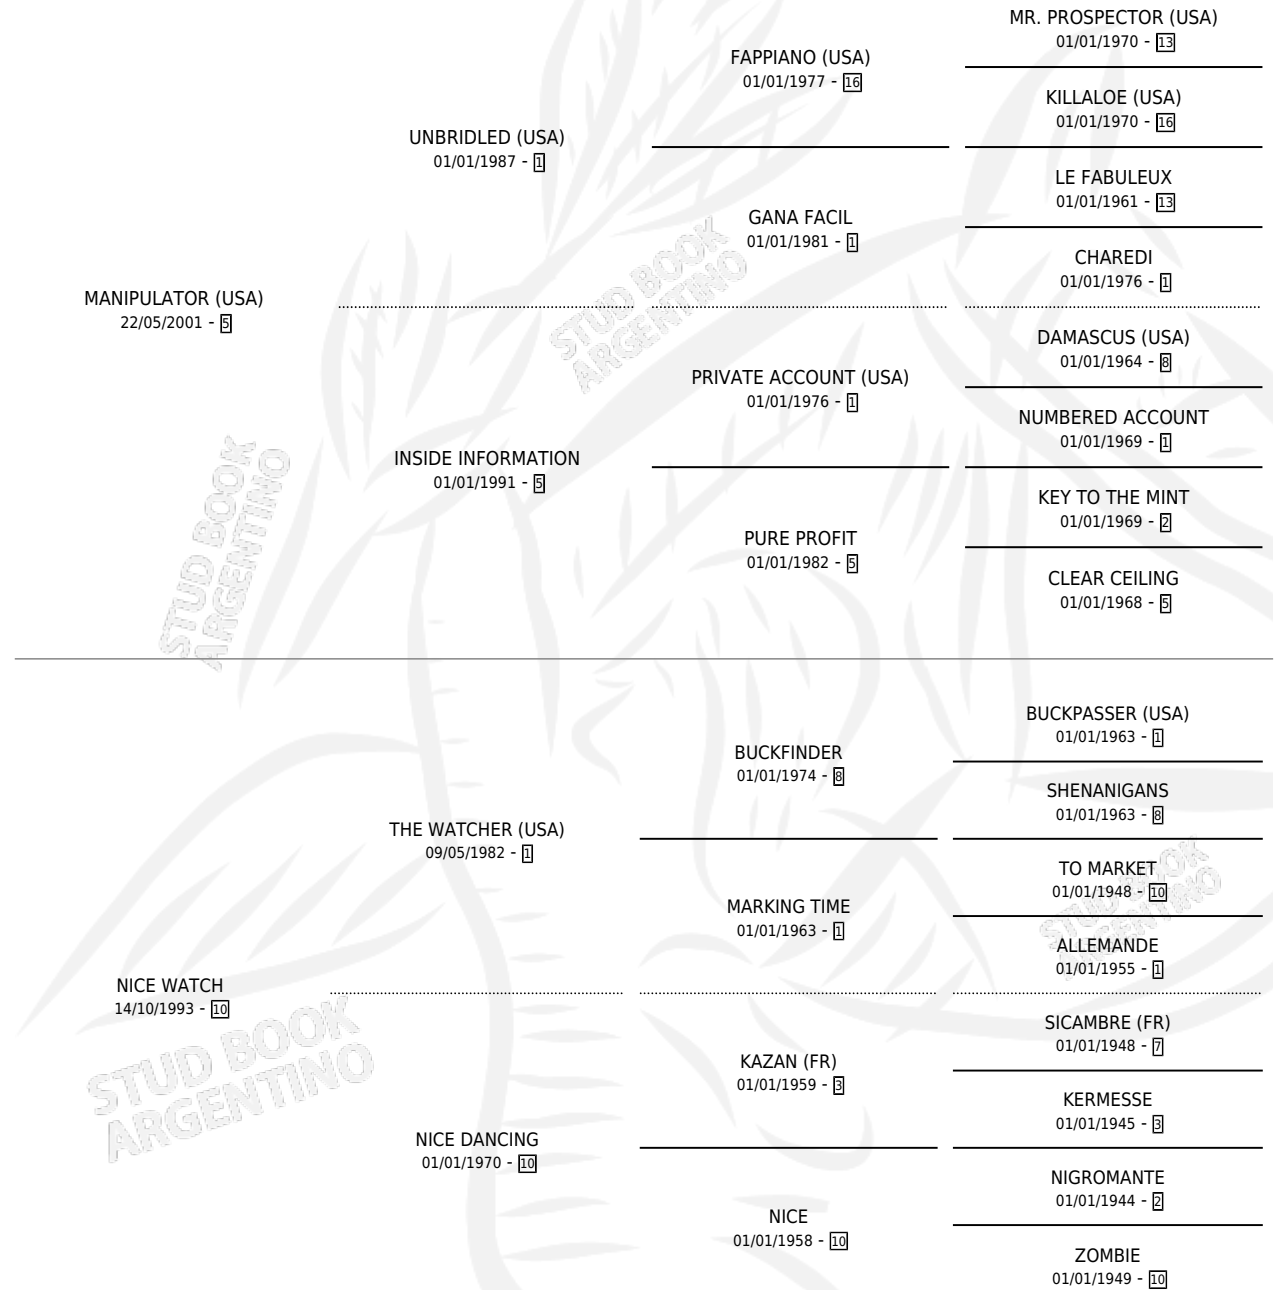 MR. PROSPECTOR (USA)
01/01/1970 - 13
FAPPIANO (USA)
01/01/1977 - 16
KILLALOE (USA)
01/01/1970 - 16
UNBRIDLED (USA)
01/01/1987 - 1
LE FABULEUX
01/01/1961 - 13
GANA FACIL
01/01/1981 - 1
CHAREDI
01/01/1976 - 1
MANIPULATOR (USA)
22/05/2001 - 5
STUD BOOK
ARGENTINO
DAMASCUS (USA)
01/01/1964 - 8
PRIVATE ACCOUNT (USA)
01/01/1976 - 1
NUMBERED ACCOUNT
01/01/1969 - 1
INSIDE INFORMATION
01/01/1991 - 5
KEY TO THE MINT
01/01/1969 - 2
PURE PROFIT
01/01/1982 - 5
CLEAR CEILING
01/01/1968 - 5
STUD BOOK
ARGENTINO
BUCKPASSER (USA)
01/01/1963 - 1
BUCKFINDER
01/01/1974 - 8
SHENANIGANS
01/01/1963 - 8
THE WATCHER (USA)
09/05/1982 - 1
TO MARKET
01/01/1948 - 10
MARKING TIME
01/01/1963 - 1
STUD BOOK
ARGENTINO
ALLEMANDE
01/01/1955 - 1
NICE WATCH
14/10/1993 - 10
STUD BOOK
ARGENTINO
SICAMBRE (FR)
01/01/1948 - 7
KAZAN (FR)
01/01/1959 - 3
KERMESSE
01/01/1945 - 3
NICE DANCING
01/01/1970 - 10
NIGROMANTE
01/01/1944 - 2
NICE
01/01/1958 - 10
ZOMBIE
01/01/1949 - 10